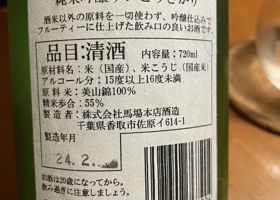 酒米以外の原料を一切使わず、吟醸仕込みで
フルーティーに仕上げた飲み口の良いお酒です。
品目:清酒 内容量:720ml
原材料名:米(国産)、米こうじ(国産米)
アルコール分:15度以上16度未満
原料米:美山錦100%
精米歩合:55%
製造者:株式会社馬場本店酒造
千葉県香取市佐原イ614-1
製造年月
24.2.
お酒は20歳になってから。
飲み過ぎに注意しましょう。